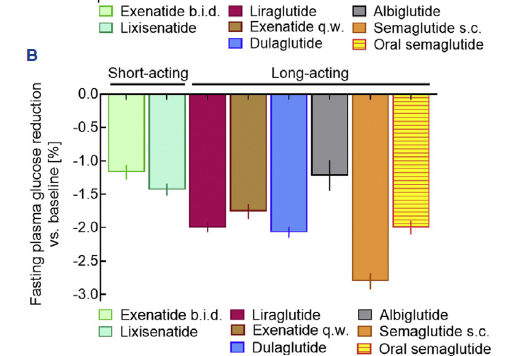 Exenatide b.i.d. Liraglutide Albiglutide
Lixisenatide Exenatide q.w. Semaglutide s.c.
Dulaglutide Oral semaglutide
B
Short-acting Long-acting
Fasting plasma glucose reduction
vs. baseline [%]
0.0
-0.5
-1.0
-1.5
-2.0
-2.5
-3.0
Exenatide b.i.d. Liraglutide Albiglutide
Lixisenatide Exenatide q.w. Semaglutide s.c.
Dulaglutide Oral semaglutide